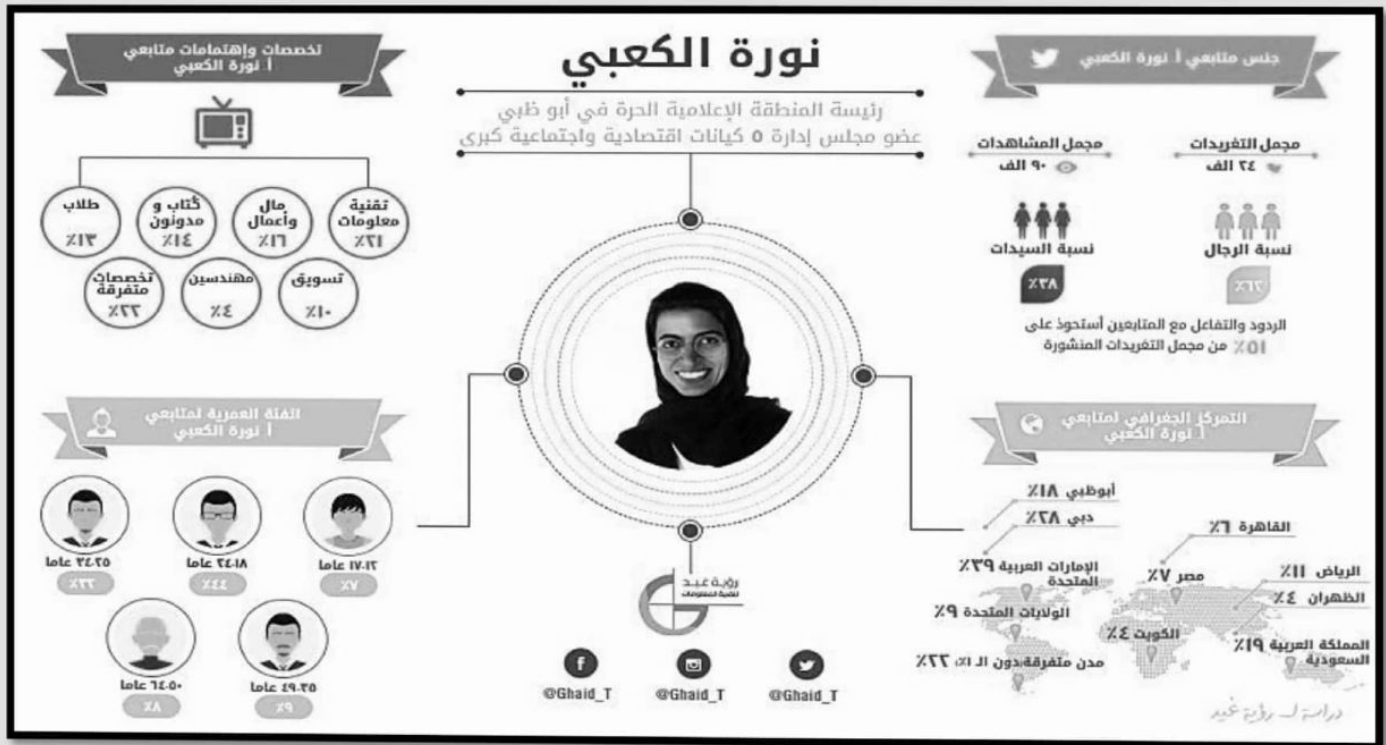 نورة الكعبي
رئيسة المنطقة الإعلامية الحرة في أبو ظبي
عضو مجلس إدارة ٥ كيانات اقتصادية واجتماعية كبرى
جنس متابعي أ. نورة الكعبي
مجمل التغريدات
٢٤ الف
مجمل المشاهدات
٩٠ الف
نسبة الرجال
٦٢٪
نسبة السيدات
٣٨٪
الردود والتفاعل مع المتابعين أستحوذ على
٥١٪ من مجمل التغريدات المنشورة
تخصصات وإهتمامات متابعي
أ. نورة الكعبي
تقنية
معلومات
٢١٪
مال
وأعمال
١٦٪
كُتاب و
مدونون
١٤٪
طلاب
١٣٪
تسويق
١٠٪
مهندسين
٤٪
تخصصات
متفرقة
٢٢٪
التمركز الجغرافي لمتابعي
أ. نورة الكعبي
أبوظبي ١٨٪
دبي ٢٨٪
القاهرة ٦٪
الإمارات العربية ٣٩٪
المتحدة
مصر ٧٪
الرياض ١١٪
الظهران ٤٪
الولايات المتحدة ٩٪
الكويت ٤٪
المملكة العربية ١٩٪
السعودية
مدن متفرقة دون الـ ١٪، ٢٢٪
دراسة لـ رؤية غيد
الفئة العمرية لمتابعي
أ. نورة الكعبي
١٧-١٢ عاما
٧٪
٢٤-١٨ عاما
٤٤٪
٣٤-٢٥ عاما
٣٢٪
٤٩-٣٥ عاما
٩٪
٦٤-٥٠ عاما
٨٪
رؤية غيد
لتقنية المعلومات
@Ghaid_T
@Ghaid_T
@Ghaid_T